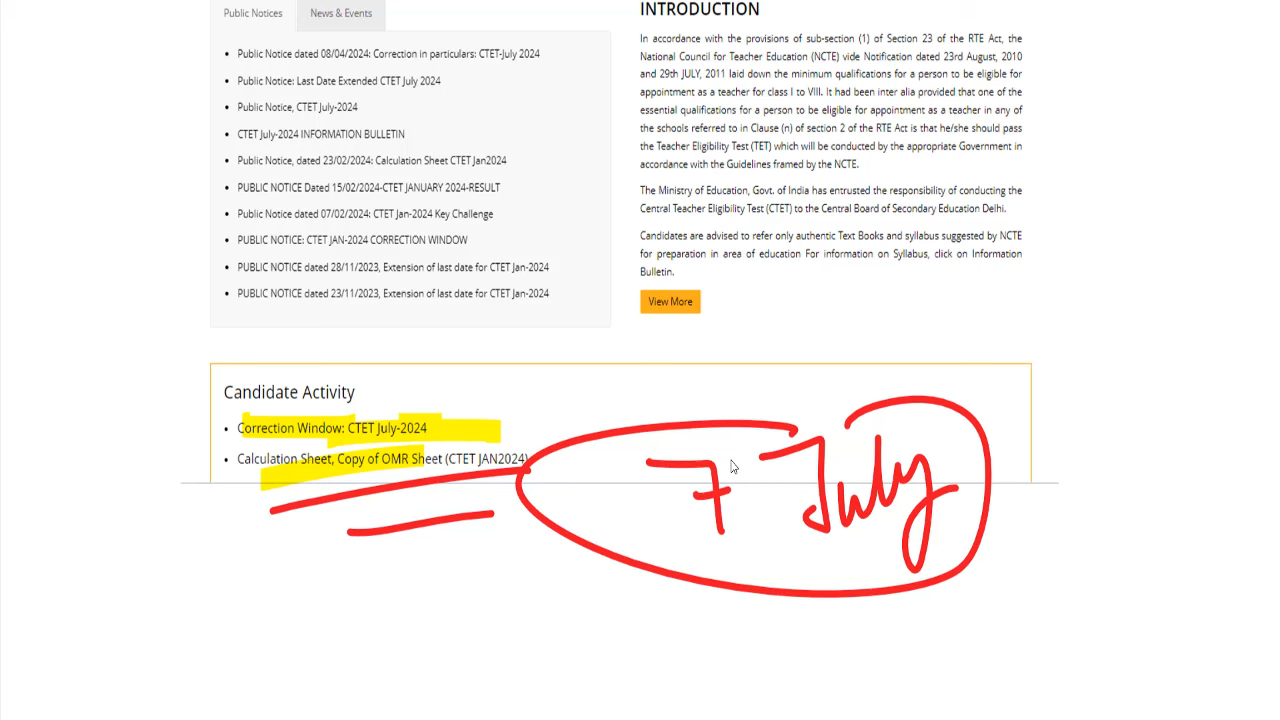 Public Notices
News & Events
Public Notice dated 08/04/2024: Correction in particulars: CTET-July 2024
Public Notice: Last Date Extended CTET July 2024
Public Notice, CTET July-2024
CTET July-2024 INFORMATION BULLETIN
Public Notice, dated 23/02/2024: Calculation Sheet CTET Jan2024
PUBLIC NOTICE Dated 15/02/2024-CTET JANUARY 2024-RESULT
Public Notice dated 07/02/2024: CTET Jan-2024 Key Challenge
PUBLIC NOTICE: CTET JAN-2024 CORRECTION WINDOW
PUBLIC NOTICE dated 28/11/2023, Extension of last date for CTET Jan-2024
PUBLIC NOTICE dated 23/11/2023, Extension of last date for CTET Jan-2024
INTRODUCTION
In accordance with the provisions of sub-section (1) of Section 23 of the RTE Act, the
National Council for Teacher Education (NCTE) vide Notification dated 23rd August, 2010
and 29th JULY, 2011 laid down the minimum qualifications for a person to be eligible for
appointment as a teacher for class I to VIII. It had been inter alia provided that one of the
essential qualifications for a person to be eligible for appointment as a teacher in any of
the schools referred to in Clause (n) of section 2 of the RTE Act is that he/she should pass
the Teacher Eligibility Test (TET) which will be conducted by the appropriate Government in
accordance with the Guidelines framed by the NCTE.
The Ministry of Education, Govt. of India has entrusted the responsibility of conducting the
Central Teacher Eligibility Test (CTET) to the Central Board of Secondary Education Delhi.
Candidates are advised to refer only authentic Text Books and syllabus suggested by NCTE
for preparation in area of education For information on Syllabus, click on Information
Bulletin.
View More
Candidate Activity
Correction Window: CTET July-2024
Calculation Sheet, Copy of OMR Sheet (CTET JAN2024)
7 July